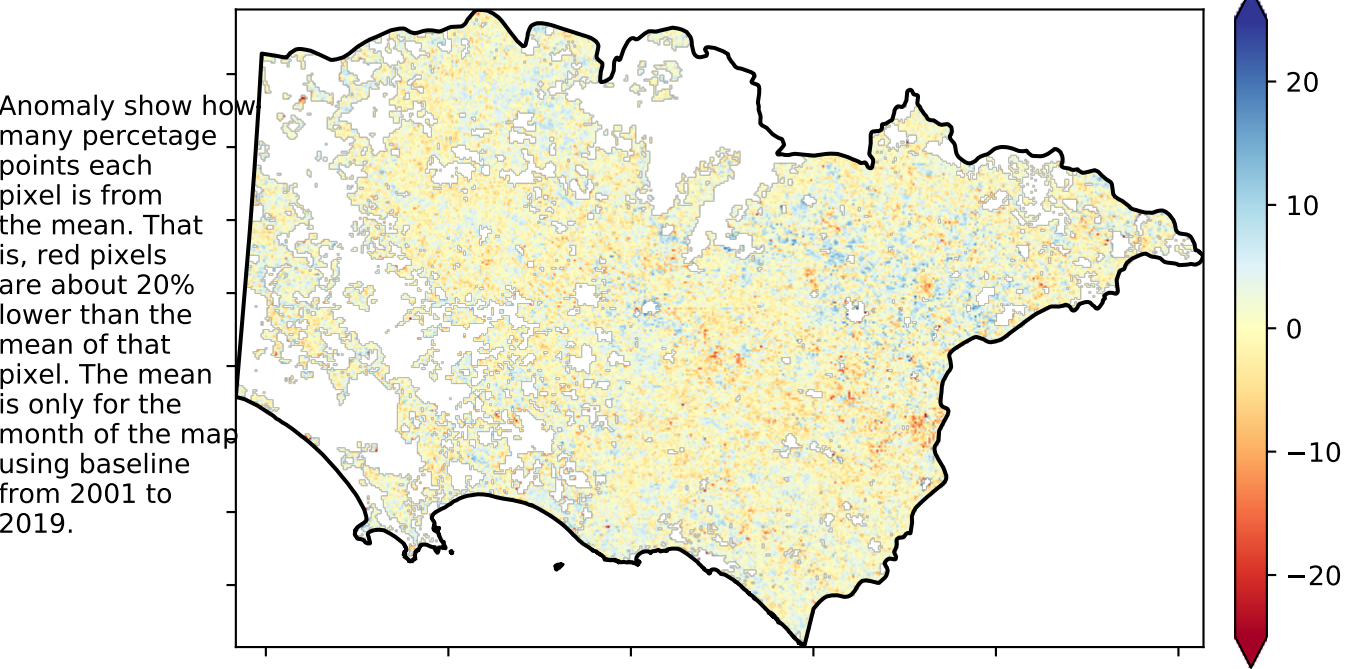 Anomaly show how
many percetage
points each
pixel is from
the mean. That
is, red pixels
are about 20%
lower than the
mean of that
pixel. The mean
is only for the
month of the map
using baseline
from 2001 to
2019.
20
10
0
−10
−20